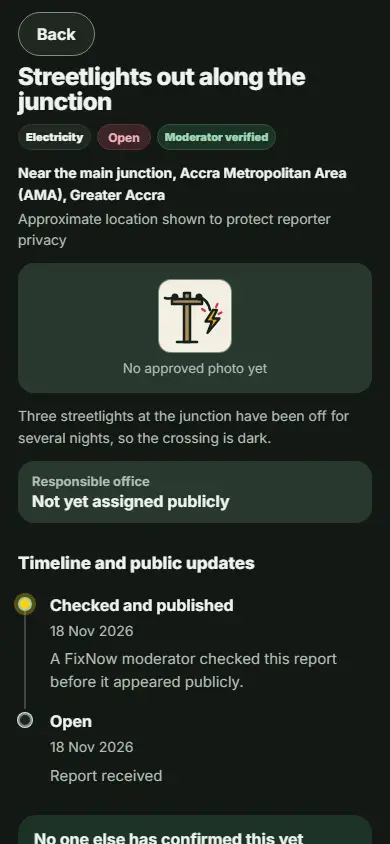 Back
Streetlights out along the
junction
Electricity
Open
Moderator verified
Near the main junction, Accra Metropolitan Area
(AMA), Greater Accra
Approximate location shown to protect reporter
privacy
No approved photo yet
Three streetlights at the junction have been off for
several nights, so the crossing is dark.
Responsible office
Not yet assigned publicly
Timeline and public updates
Checked and published
18 Nov 2026
A FixNow moderator checked this report
before it appeared publicly.
Open
18 Nov 2026
Report received
No one else has confirmed this yet